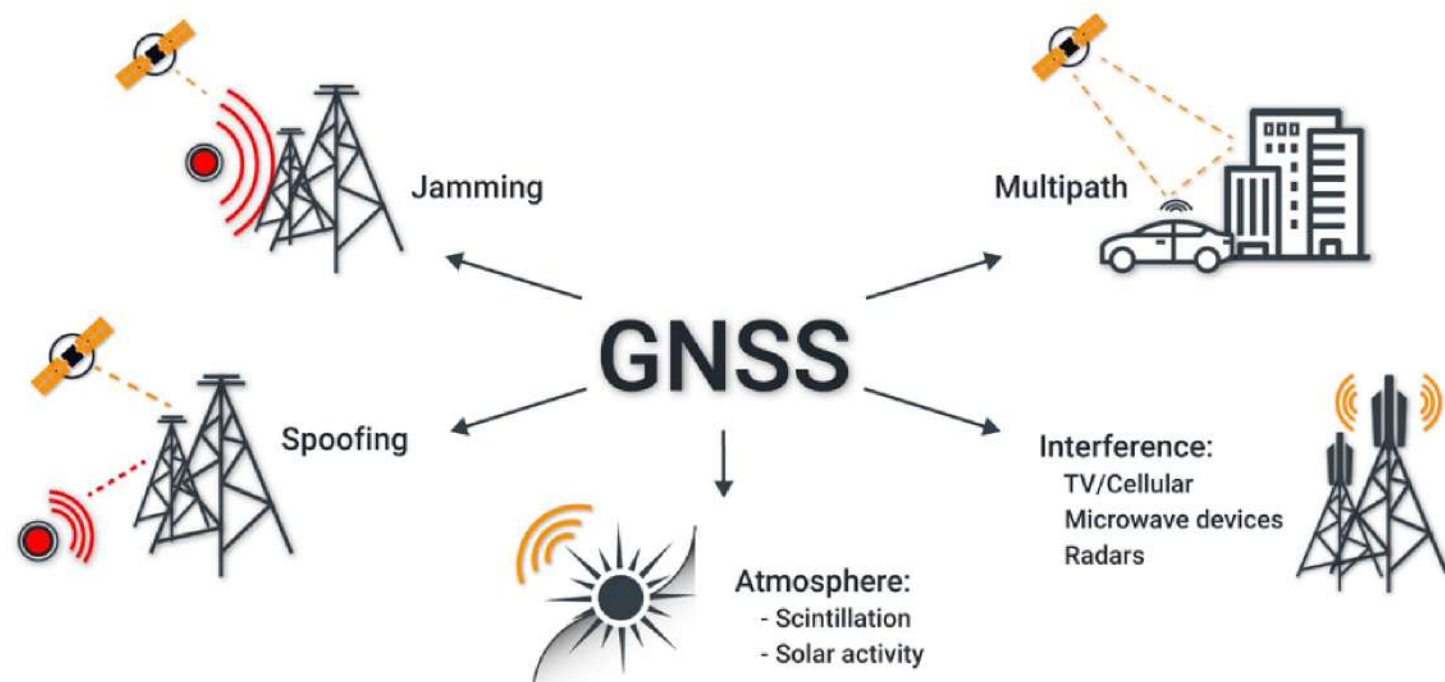 Jamming
Multipath
GNSS
Spoofing
Interference:
TV/Cellular
Microwave devices
Radars
Atmosphere:
- Scintillation
- Solar activity